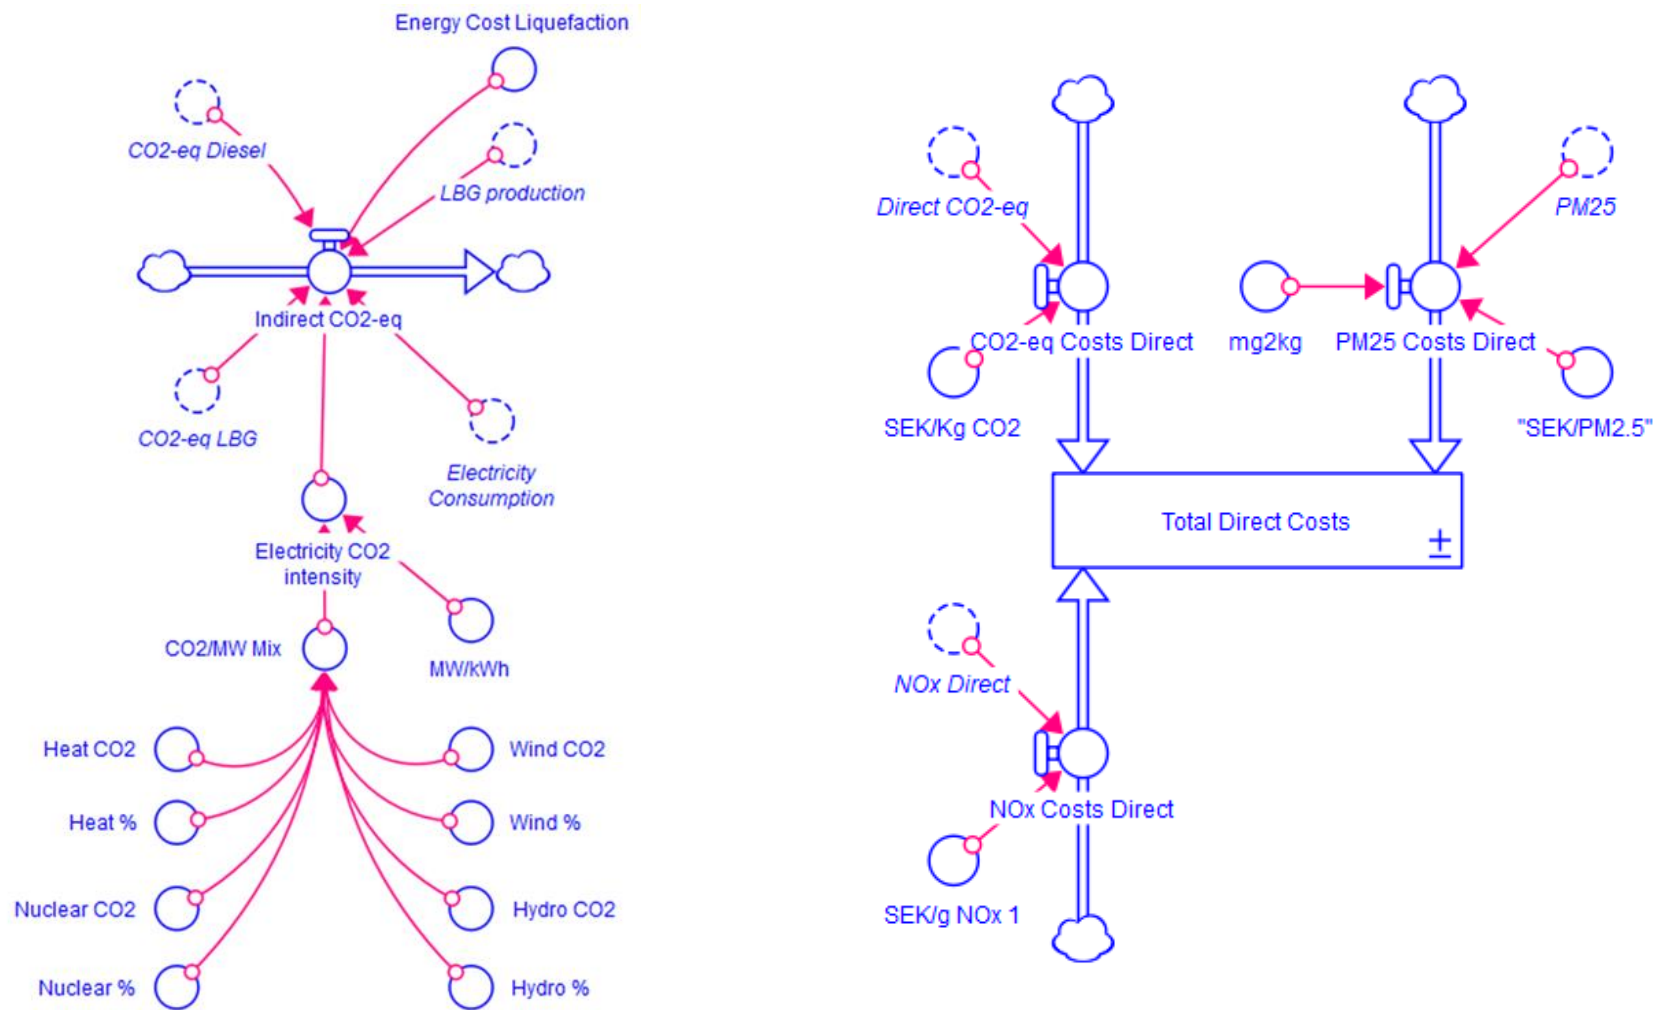 Energy Cost Liquefaction
CO2-eq Diesel
LBG production
Indirect CO2-eq
CO2-eq LBG
Electricity
Consumption
Electricity CO2
intensity
CO2/MW Mix
MW/kWh
Heat CO2
Wind CO2
Heat %
Wind %
Nuclear CO2
Hydro CO2
Nuclear %
Hydro %
Direct CO2-eq
PM25
CO2-eq Costs Direct
mg2kg
PM25 Costs Direct
SEK/Kg CO2
"SEK/PM2.5"
Total Direct Costs
±
NOx Direct
NOx Costs Direct
SEK/g NOx 1